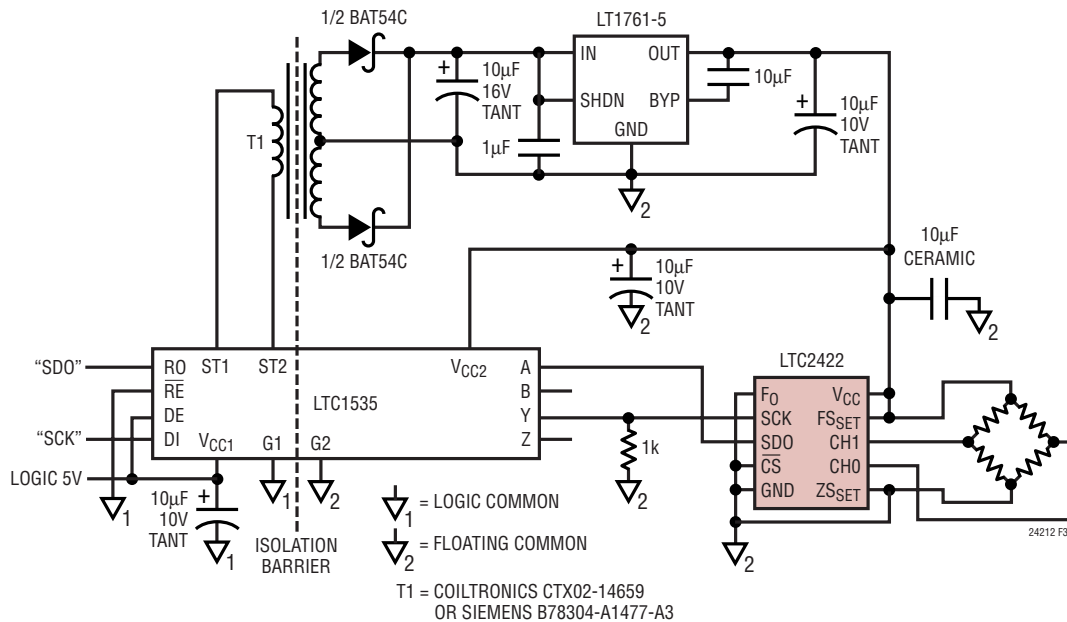 1/2 BAT54C
LT1761-5
T1
+
10µF
16V
TANT
1µF
IN
OUT
SHDN
BYP
GND
10µF
+
10µF
10V
TANT
2
1/2 BAT54C
+
10µF
10V
TANT
2
10µF
CERAMIC
2
"SDO"
"SCK"
LOGIC 5V
RO
ST1
ST2
VCC2
A
RE
B
LTC1535
DE
Y
DI
VCC1
G1
G2
Z
1k
2
LTC2422
FO
VCC
SCK
FSSET
SDO
CH1
CS
CH0
GND
ZSSET
2
1
10µF
10V
TANT
+
1
1
2
ISOLATION
BARRIER
1 = LOGIC COMMON
2 = FLOATING COMMON
T1 = COILTRONICS CTX02-14659
OR SIEMENS B78304-A1477-A3